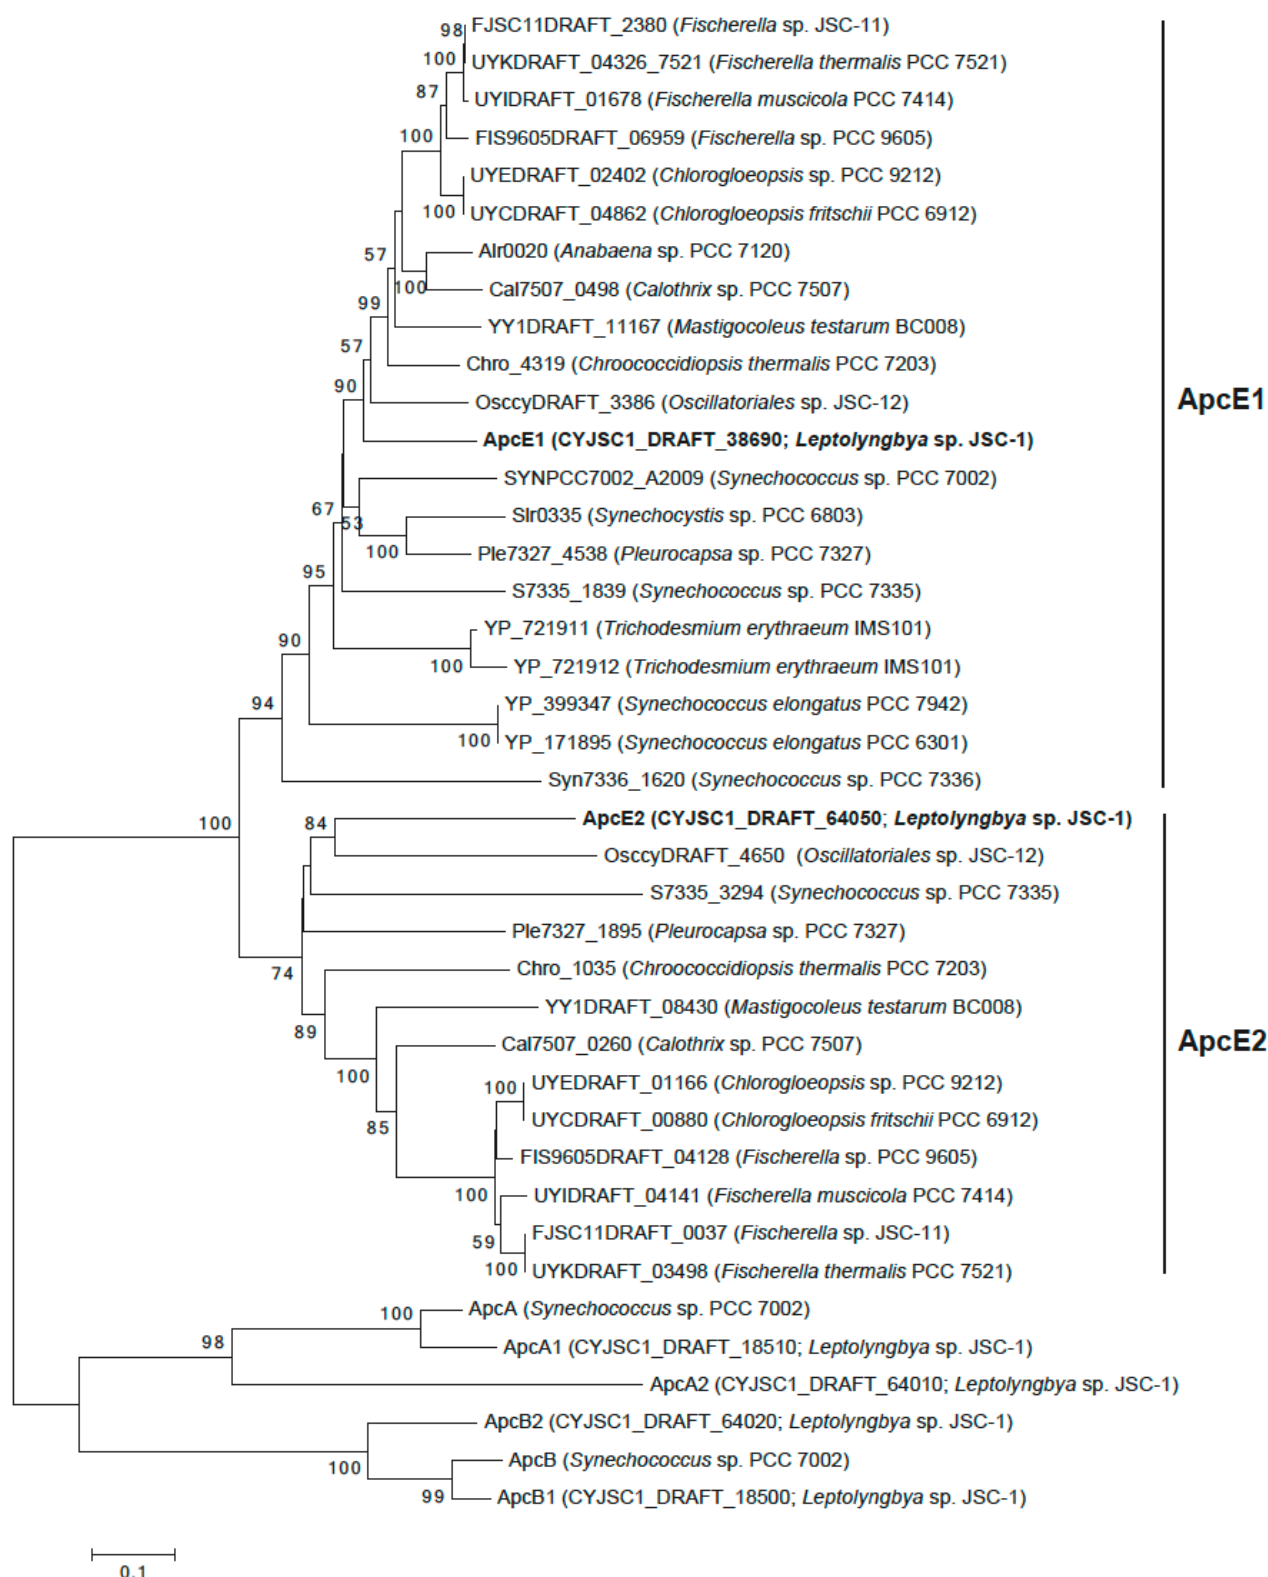 98 FJSC11DRAFT_2380 (Fischerella sp. JSC-11)
100 UYKDRAFT_04326_7521 (Fischerella thermalis PCC 7521)
87 UYIDRAFT_01678 (Fischerella muscicola PCC 7414)
100 FIS9605DRAFT_06959 (Fischerella sp. PCC 9605)
UYEDRAFT_02402 (Chlorogloeopsis sp. PCC 9212)
100 UYCDRAFT_04862 (Chlorogloeopsis fritschii PCC 6912)
57 Alr0020 (Anabaena sp. PCC 7120)
100 Cal7507_0498 (Calothrix sp. PCC 7507)
99 YY1DRAFT_11167 (Mastigocoleus testarum BC008)
57 Chro_4319 (Chroococcidiopsis thermalis PCC 7203)
90 OsccyDRAFT_3386 (Oscillatoriales sp. JSC-12)
ApcE1
ApcE1 (CYJSC1_DRAFT_38690; Leptolyngbya sp. JSC-1)
SYNPCC7002_A2009 (Synechococcus sp. PCC 7002)
67 53 Slr0335 (Synechocystis sp. PCC 6803)
100 Ple7327_4538 (Pleurocapsa sp. PCC 7327)
95 S7335_1839 (Synechococcus sp. PCC 7335)
90 YP_721911 (Trichodesmium erythraeum IMS101)
100 YP_721912 (Trichodesmium erythraeum IMS101)
94 YP_399347 (Synechococcus elongatus PCC 7942)
100 YP_171895 (Synechococcus elongatus PCC 6301)
Syn7336_1620 (Synechococcus sp. PCC 7336)
100 84 ApcE2 (CYJSC1_DRAFT_64050; Leptolyngbya sp. JSC-1)
OsccyDRAFT_4650 (Oscillatoriales sp. JSC-12)
S7335_3294 (Synechococcus sp. PCC 7335)
Ple7327_1895 (Pleurocapsa sp. PCC 7327)
74 Chro_1035 (Chroococcidiopsis thermalis PCC 7203)
89 YY1DRAFT_08430 (Mastigocoleus testarum BC008)
ApcE2
100 Cal7507_0260 (Calothrix sp. PCC 7507)
100 UYEDRAFT_01166 (Chlorogloeopsis sp. PCC 9212)
85 UYCDRAFT_00880 (Chlorogloeopsis fritschii PCC 6912)
FIS9605DRAFT_04128 (Fischerella sp. PCC 9605)
100 UYIDRAFT_04141 (Fischerella muscicola PCC 7414)
59 FJSC11DRAFT_0037 (Fischerella sp. JSC-11)
100 UYKDRAFT_03498 (Fischerella thermalis PCC 7521)
100 ApcA (Synechococcus sp. PCC 7002)
98 ApcA1 (CYJSC1_DRAFT_18510; Leptolyngbya sp. JSC-1)
ApcA2 (CYJSC1_DRAFT_64010; Leptolyngbya sp. JSC-1)
ApcB2 (CYJSC1_DRAFT_64020; Leptolyngbya sp. JSC-1)
100 ApcB (Synechococcus sp. PCC 7002)
99 ApcB1 (CYJSC1_DRAFT_18500; Leptolyngbya sp. JSC-1)
0.1